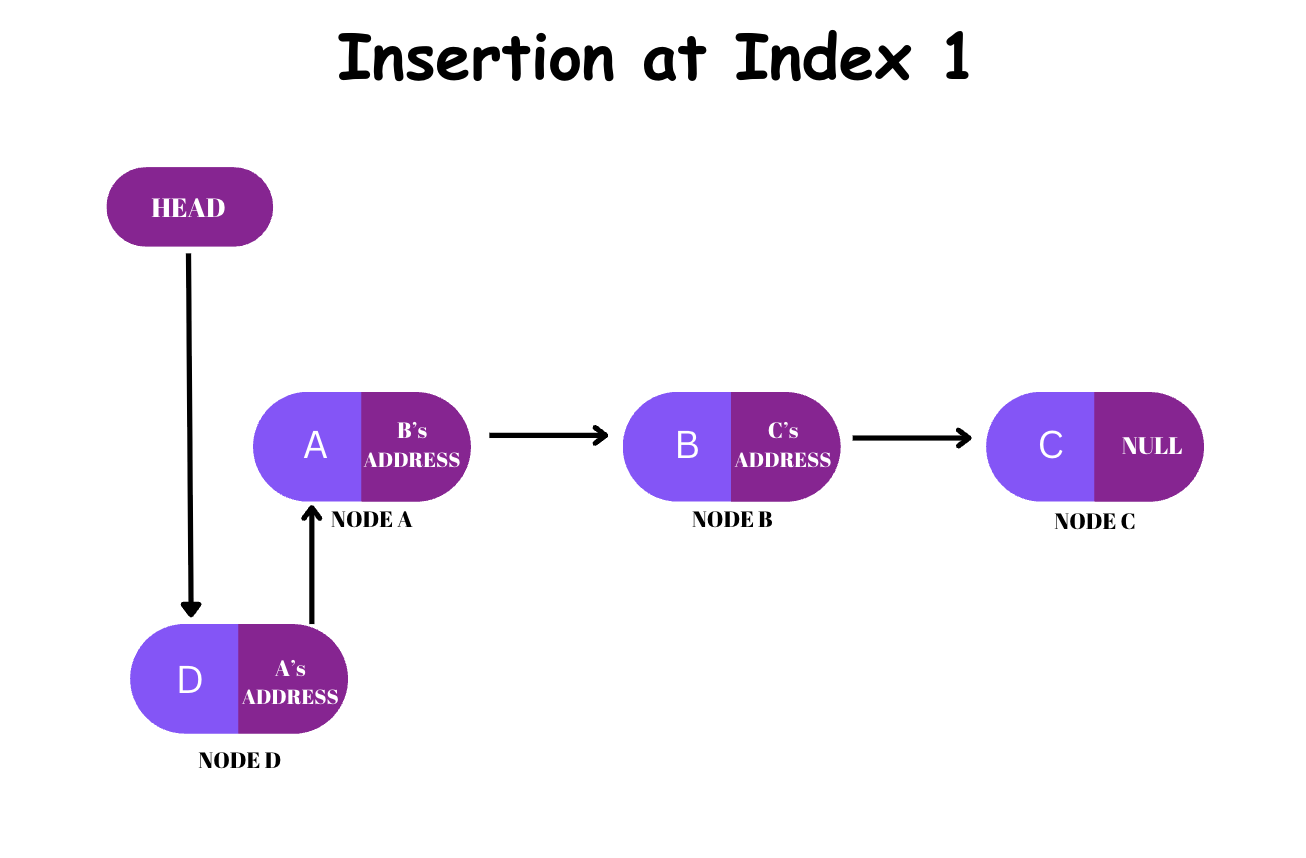 Insertion at Index 1
HEAD
A
B’s
ADDRESS
NODE A
B
C’s
ADDRESS
NODE B
C
NULL
NODE C
D
A’s
ADDRESS
NODE D